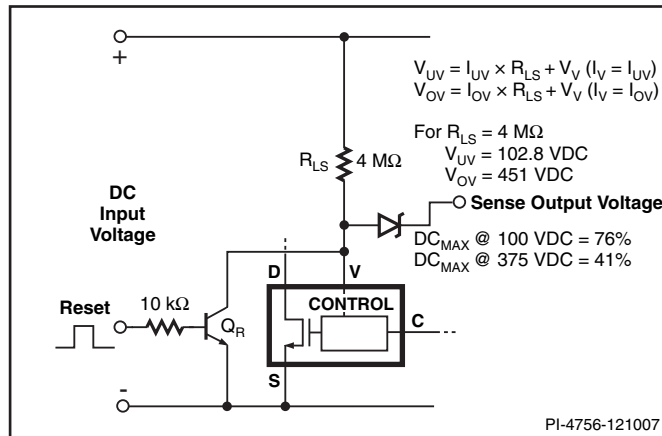 +
V_UV = I_UV × R_LS + V_V (I_V = I_UV)
V_OV = I_OV × R_LS + V_V (I_V = I_OV)
For R_LS = 4 MΩ
V_UV = 102.8 VDC
V_OV = 451 VDC
R_LS 4 MΩ
DC
Input
Voltage
Sense Output Voltage
DC_MAX @ 100 VDC = 76%
DC_MAX @ 375 VDC = 41%
D V
CONTROL
C
Reset
10 kΩ
Q_R
S
-
PI-4756-121007